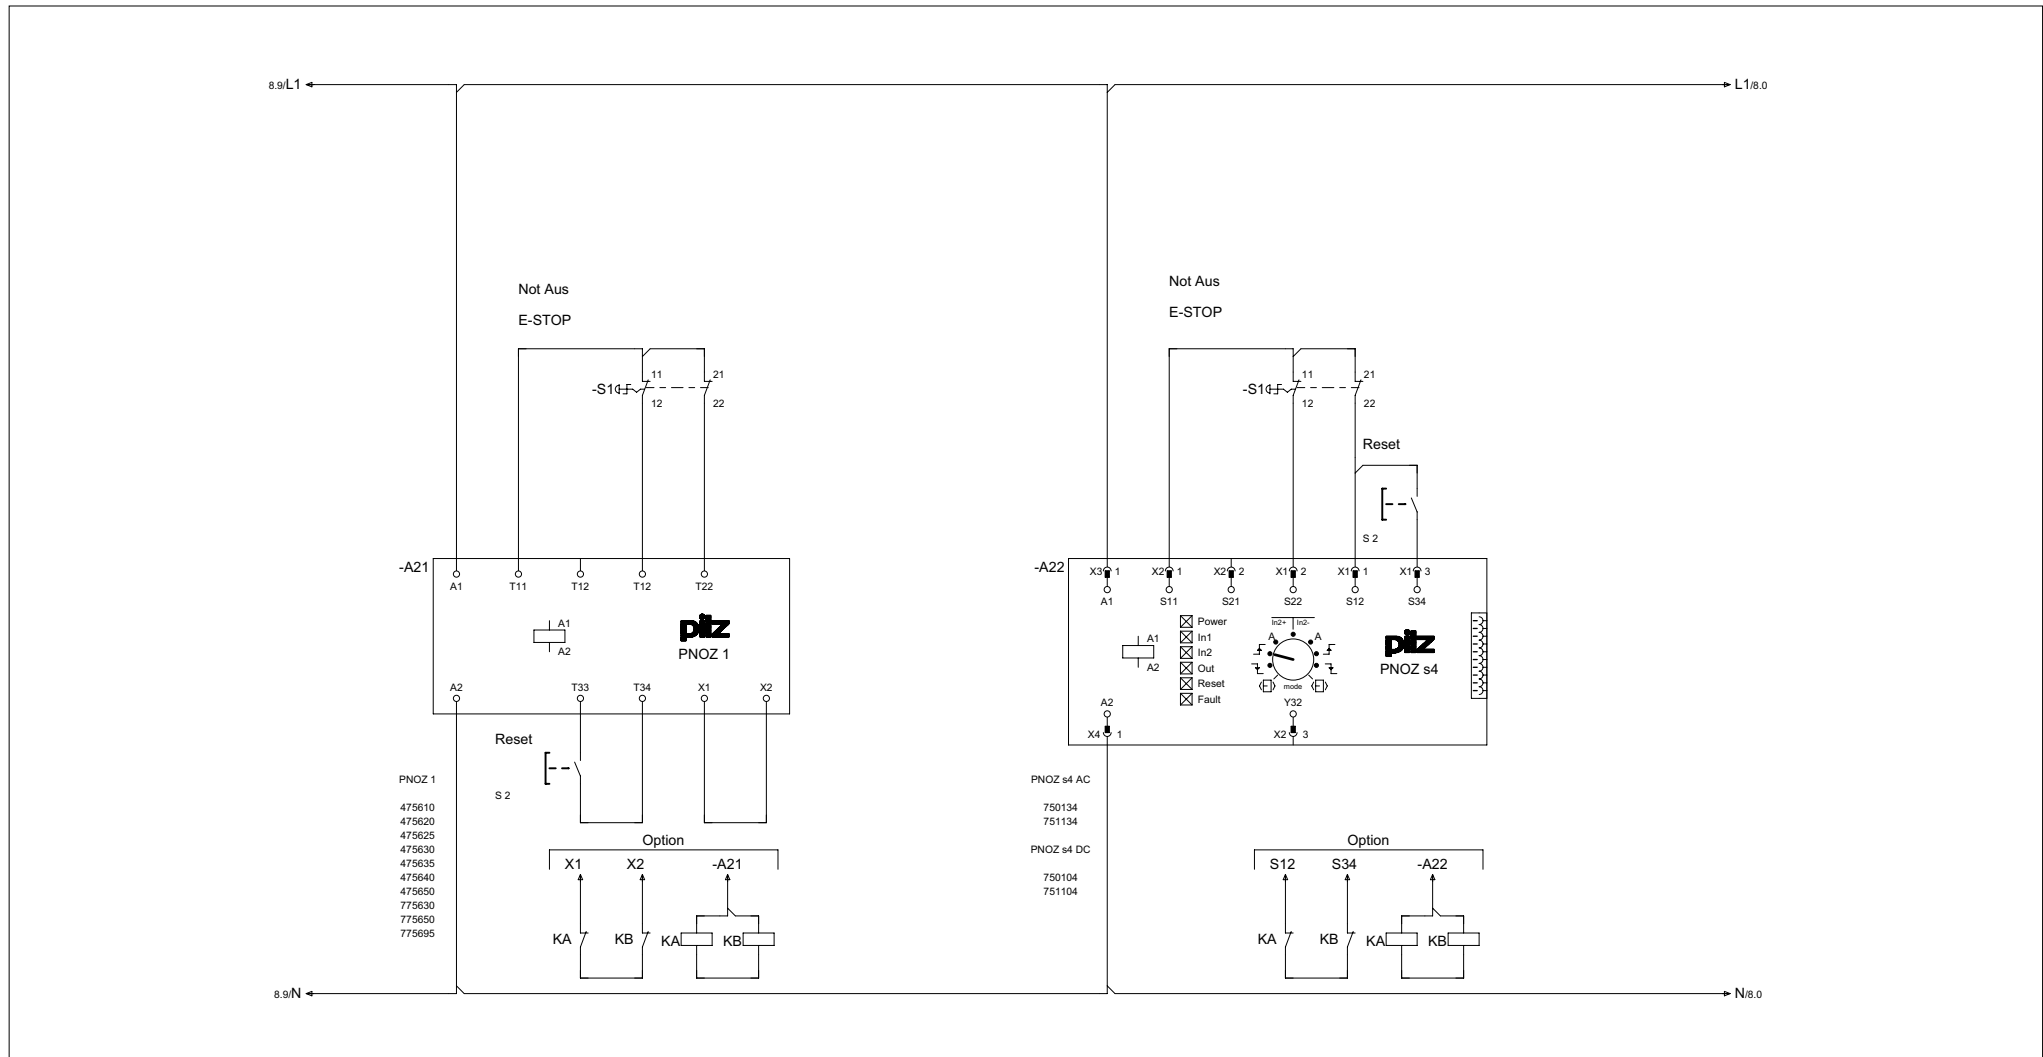 8.9/L1
L1/8.0
Not Aus
E-STOP
-S1
11
21
12
22
-A21
A1
T11
T12
T12
T22
A1
A2
pilz
PNOZ 1
A2
T33
T34
X1
X2
Reset
S 2
PNOZ 1
475610
475620
475625
475630
475635
475640
475650
775630
775650
775695
Option
X1
X2
-A21
KA
KB
KA
KB
Not Aus
E-STOP
-S1
11
21
12
22
Reset
S 2
-A22
X3 1
X2 1
X2 2
X1 2
X1 1
X1 3
A1
S11
S21
S22
S12
S34
A1
A2
Power
In1
In2
Out
Reset
Fault
In2+ In2-
A
A
mode
pilz
PNOZ s4
A2
Y32
X4 1
X2 3
PNOZ s4 AC
750134
751134
PNOZ s4 DC
750104
751104
Option
S12
S34
-A22
KA
KB
KA
KB
8.9/N
N/8.0